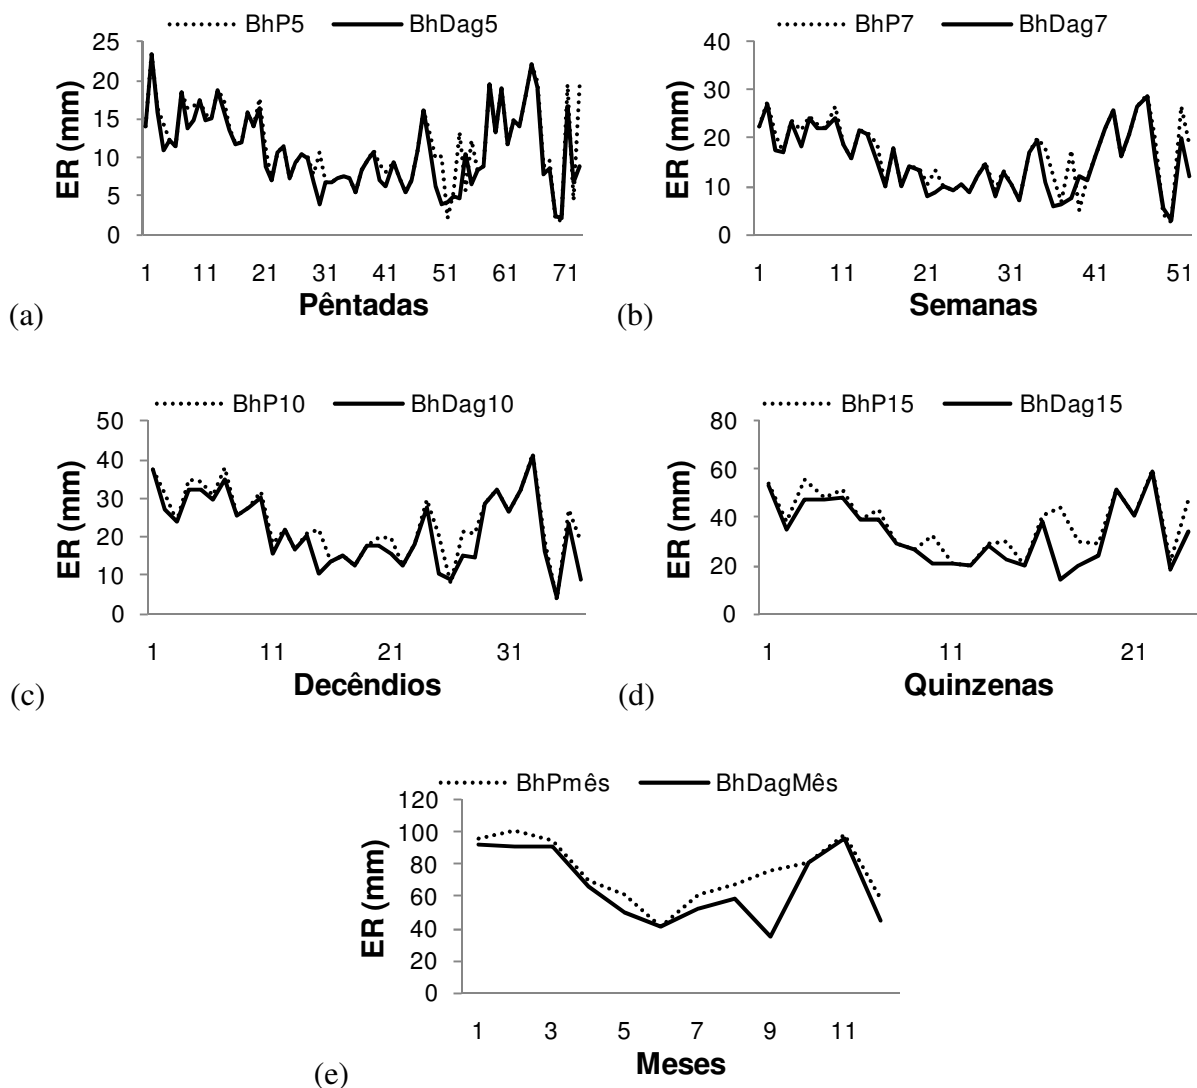 BhP5 BhDag5
25
20
15
10
5
0
ER (mm)
1 11 21 31 41 51 61 71
Pêntadas
(a)
BhP7 BhDag7
40
30
20
10
0
ER (mm)
1 11 21 31 41 51
Semanas
(b)
BhP10 BhDag10
50
40
30
20
10
0
ER (mm)
1 11 21 31
Decêndios
(c)
BhP15 BhDag15
80
60
40
20
0
ER (mm)
1 11 21
Quinzenas
(d)
BhPmês BhDagMês
120
100
80
60
40
20
0
ER (mm)
1 3 5 7 9 11
Meses
(e)